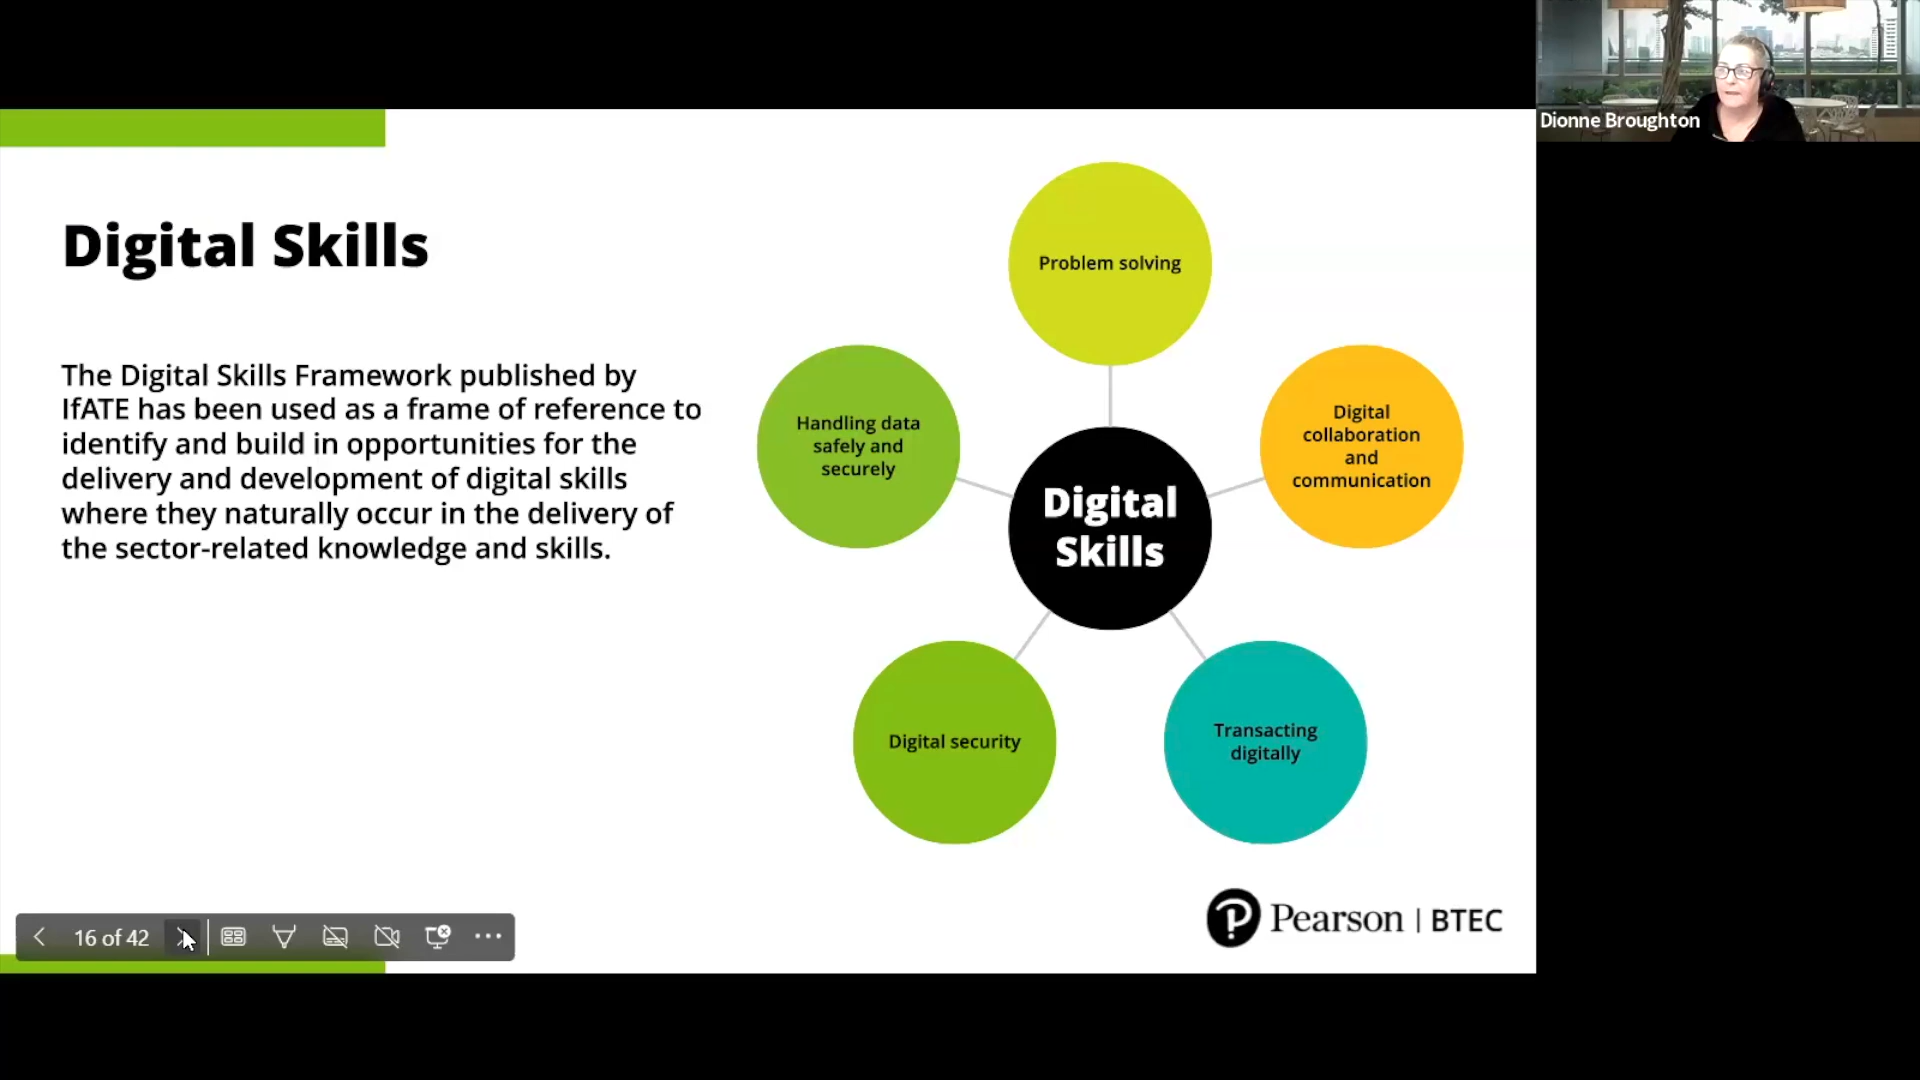 Dionne Broughton
Digital Skills
The Digital Skills Framework published by
IfATE has been used as a frame of reference to
identify and build in opportunities for the
delivery and development of digital skills
where they naturally occur in the delivery of
the sector-related knowledge and skills.
Problem solving
Handling data
safely and
securely
Digital
collaboration
and
communication
Digital
Skills
Digital security
Transacting
digitally
16 of 42
Pearson | BTEC